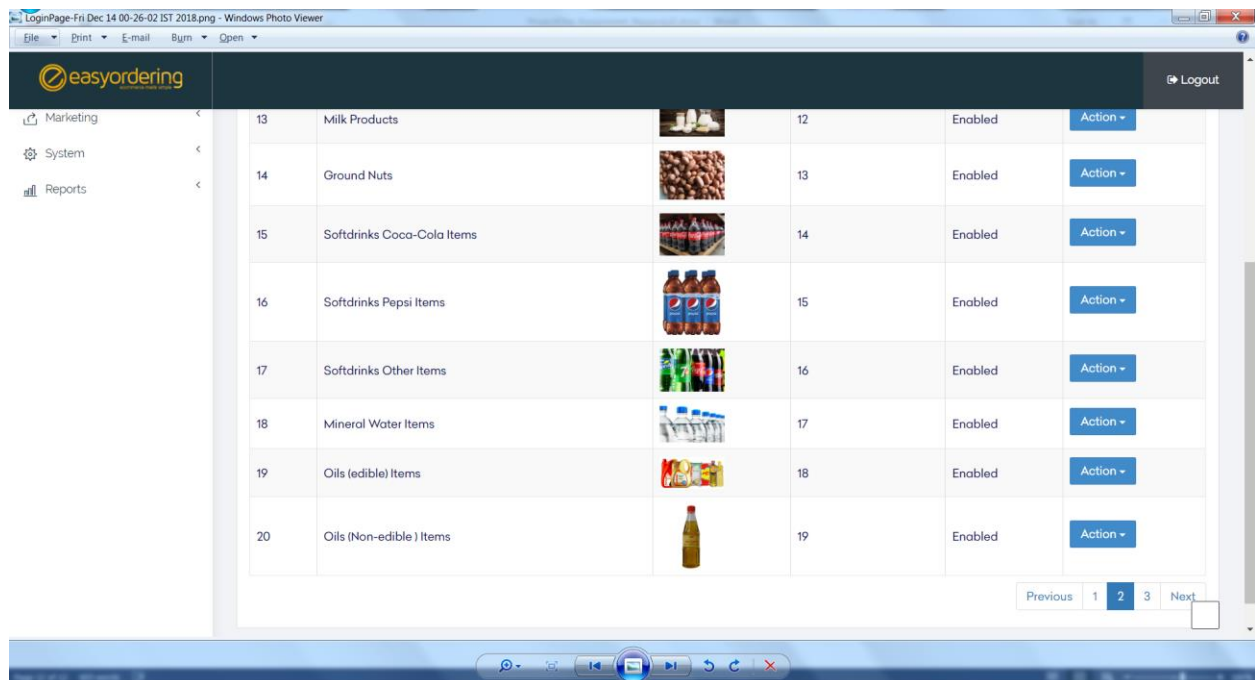 LoginPage-Fri Dec 14 00-26-02 IST 2018.png - Windows Photo Viewer
File Print E-mail Burn Open
easyordering
Logout
Marketing
System
Reports
13 Milk Products 12 Enabled Action
14 Ground Nuts 13 Enabled Action
15 Softdrinks Coca-Cola Items 14 Enabled Action
16 Softdrinks Pepsi Items 15 Enabled Action
17 Softdrinks Other Items 16 Enabled Action
18 Mineral Water Items 17 Enabled Action
19 Oils (edible) Items 18 Enabled Action
20 Oils (Non-edible ) Items 19 Enabled Action
Previous 1 2 3 Next